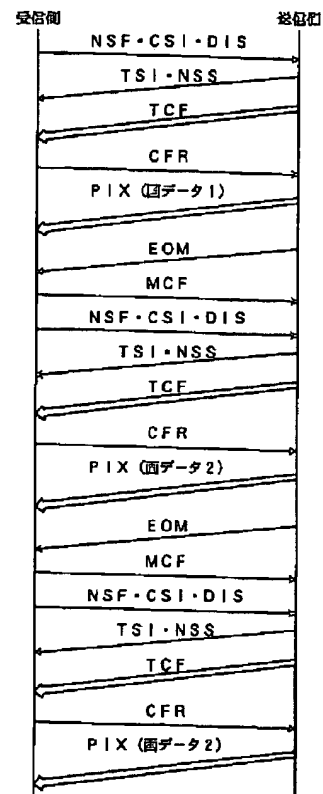 受信側 送信側
NSF・CSI・DIS
TSI・NSS
TCF
CFR
PIX (画データ1)
EOM
MCF
NSF・CSI・DIS
TSI・NSS
TCF
CFR
PIX (画データ2)
EOM
MCF
NSF・CSI・DIS
TSI・NSS
TCF
CFR
PIX (画データ2)